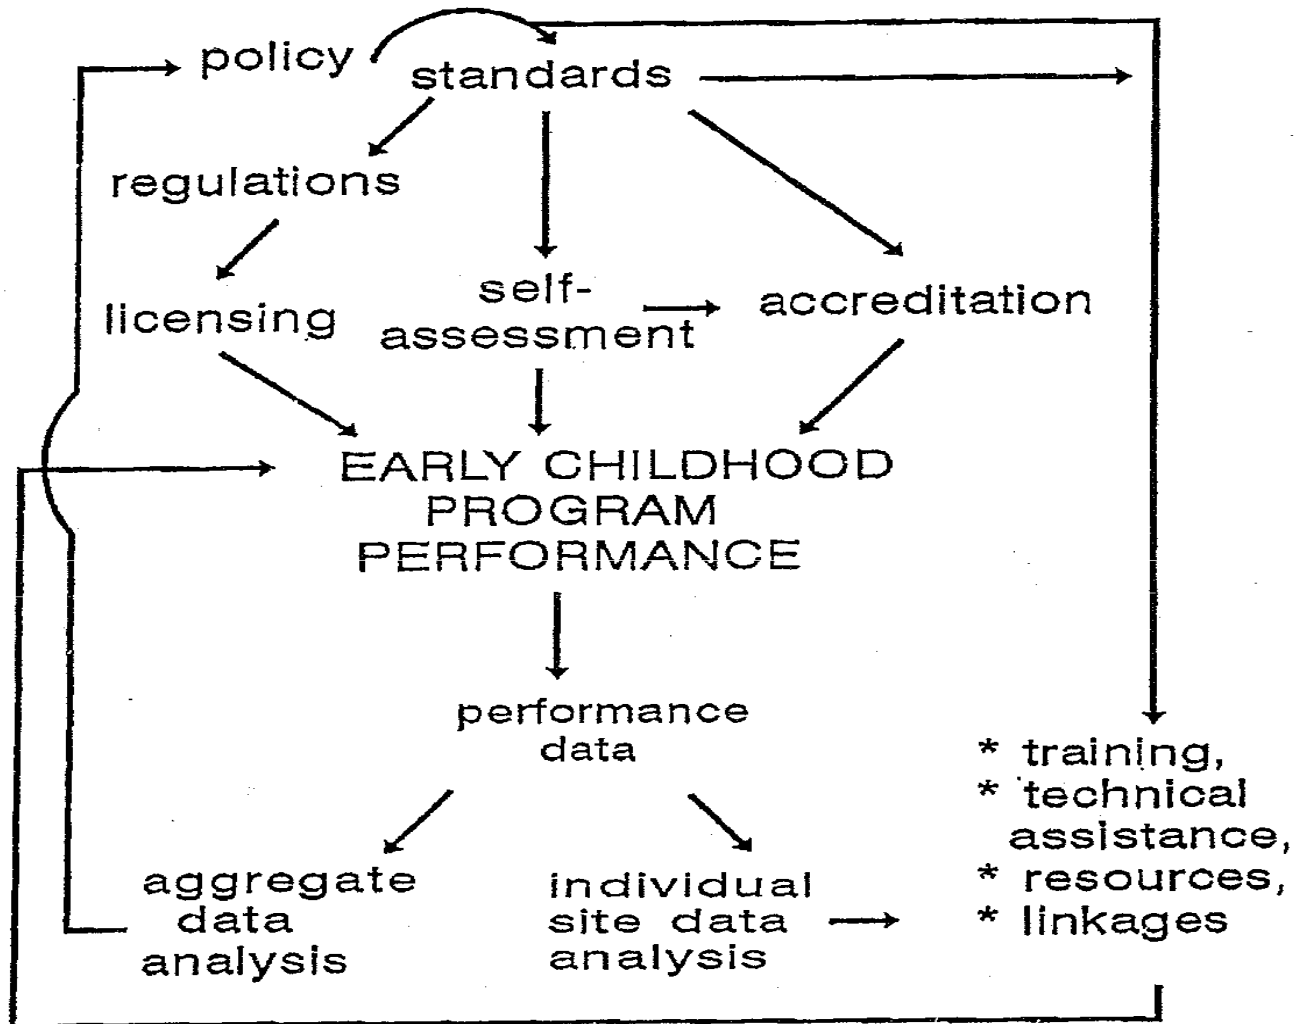 policy
standards
regulations
licensing
self-
assessment
accreditation
EARLY CHILDHOOD
PROGRAM
PERFORMANCE
performance
data
aggregate
data
analysis
individual
site data
analysis
* training,
* technical
assistance,
* resources,
* linkages